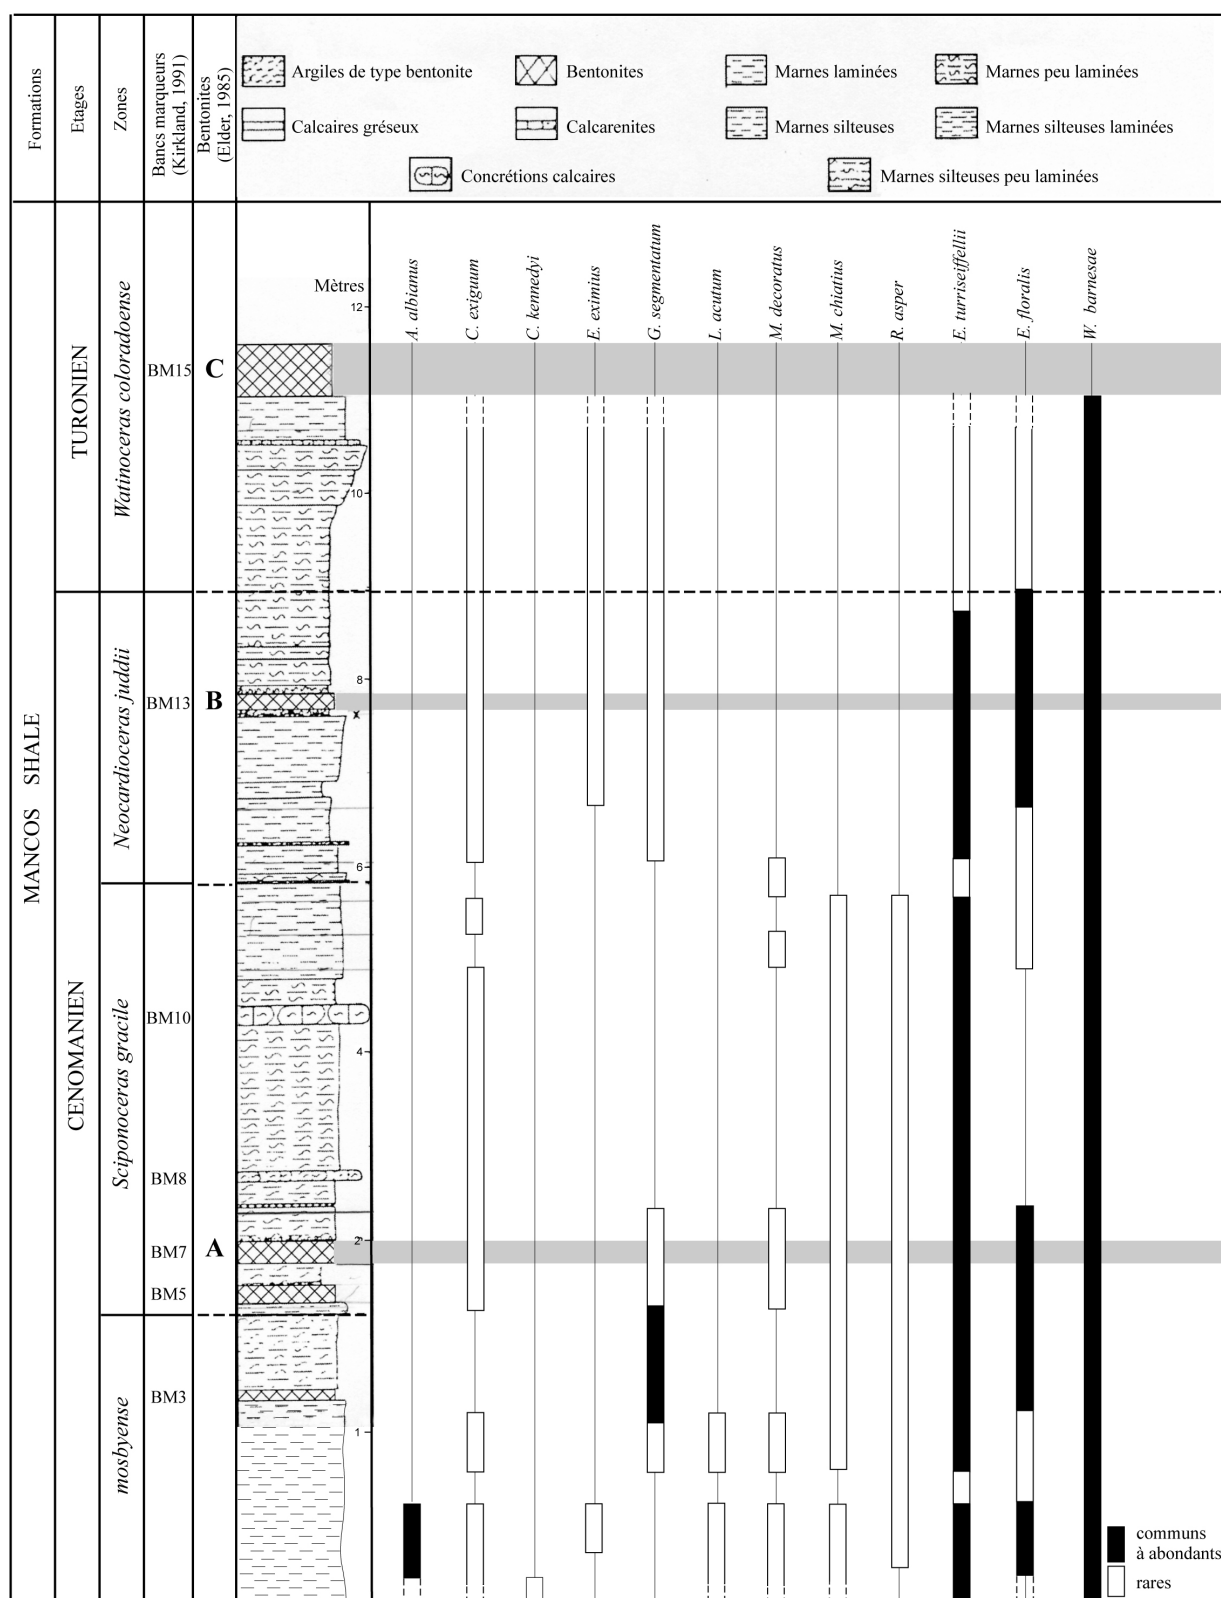 Formations
Etages
Zones
Bancs marqueurs
(Kirkland, 1991)
Bentonites
(Elder, 1985)
Argiles de type bentonite
Bentonites
Marnes laminées
Marnes peu laminées
Calcaires gréseux
Calcarenites
Marnes silteuses
Marnes silteuses laminées
Concrétions calcaires
Marnes silteuses peu laminées
MANCOS SHALE
TURONIEN
CENOMANIEN
Watinoceras coloradoense
Neocardioceras juddii
Sciponoceras gracile
mosbyense
BM15
BM13
BM10
BM8
BM7
BM5
BM3
C
B
A
Mètres
12
10
8
6
4
2
1
x
A. albianus
C. exiguum
C. kennedyi
E. eximius
G. segmentatum
L. acutum
M. decoratus
M. chiatius
R. asper
E. turriseiffellii
E. floralis
W. barnesae
communs
à abondants
rares